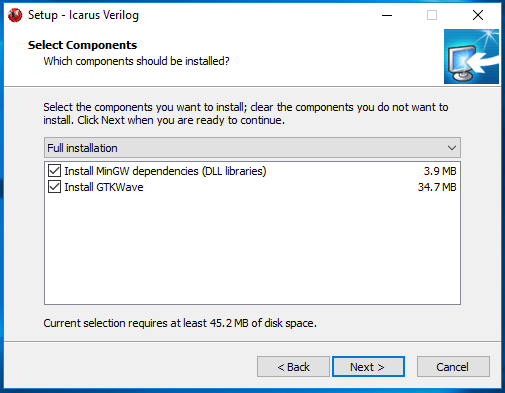 Setup - Icarus Verilog
Select Components
Which components should be installed?
Select the components you want to install; clear the components you do not want to
install. Click Next when you are ready to continue.
Full installation
Install MinGW dependencies (DLL libraries) 3.9 MB
Install GTKWave 34.7 MB
Current selection requires at least 45.2 MB of disk space.
< Back Next > Cancel